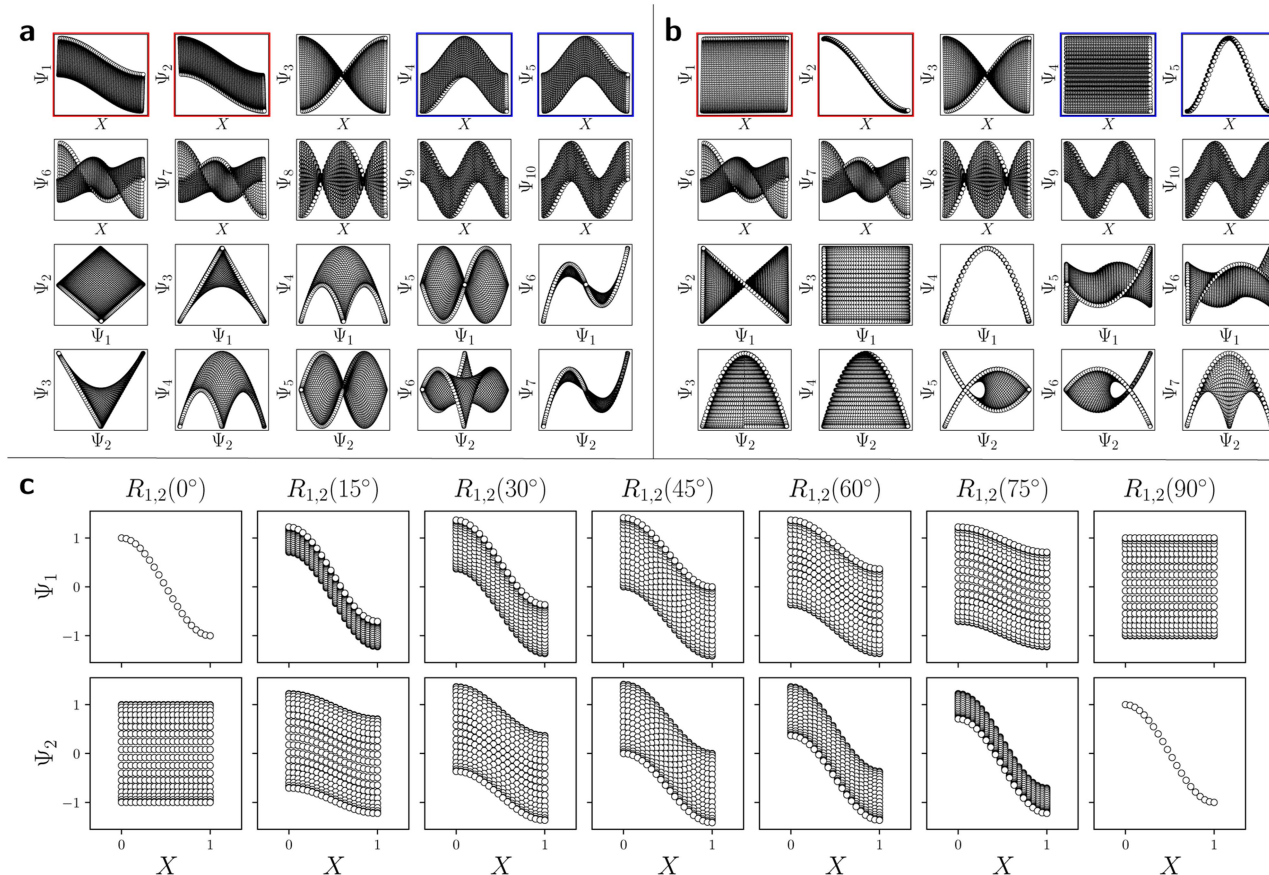 a
b
Ψ1 Ψ2 Ψ3 Ψ4 Ψ5
X X X X X
Ψ1 Ψ2 Ψ3 Ψ4 Ψ5
X X X X X
Ψ6 Ψ7 Ψ8 Ψ9 Ψ10
X X X X X
Ψ6 Ψ7 Ψ8 Ψ9 Ψ10
X X X X X
Ψ2 Ψ3 Ψ4 Ψ5 Ψ6
Ψ1 Ψ1 Ψ1 Ψ1 Ψ1
Ψ2 Ψ3 Ψ4 Ψ5 Ψ6
Ψ1 Ψ1 Ψ1 Ψ1 Ψ1
Ψ3 Ψ4 Ψ5 Ψ6 Ψ7
Ψ2 Ψ2 Ψ2 Ψ2 Ψ2
Ψ3 Ψ4 Ψ5 Ψ6 Ψ7
Ψ2 Ψ2 Ψ2 Ψ2 Ψ2
c
R1,2(0°) R1,2(15°) R1,2(30°) R1,2(45°) R1,2(60°) R1,2(75°) R1,2(90°)
1
Ψ1 0
−1
1
Ψ2 0
−1
0 1 0 1 0 1 0 1 0 1 0 1 0 1
X X X X X X X